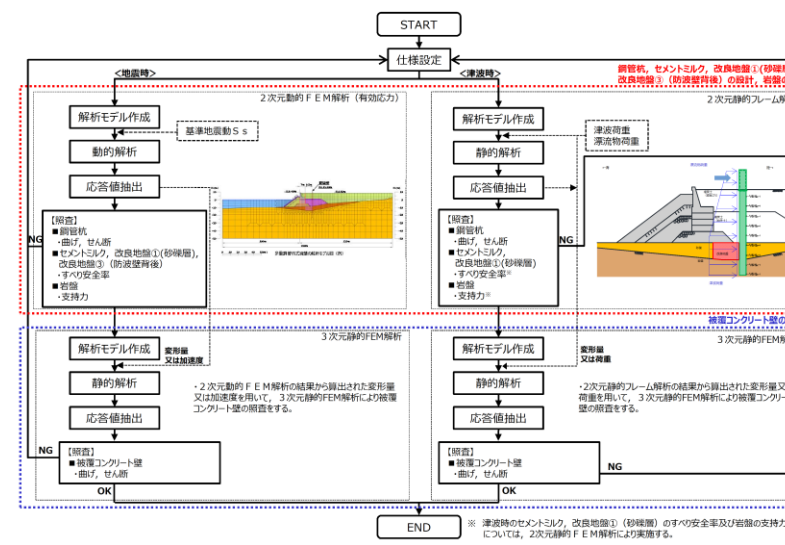 START
仕様設定
＜地震時＞
＜津波時＞
鋼管杭，セメントミルク，改良地盤①(砂礫層
改良地盤③（防波壁背後）の設計，岩盤の
２次元動的ＦＥＭ解析（有効応力）
解析モデル作成
基準地震動Ｓｓ
動的解析
応答値抽出
【照査】
■鋼管杭
・曲げ，せん断
■セメントミルク，改良地盤①(砂礫層)，
改良地盤③（防波壁背後）
・すべり安全率
■岩盤
・支持力
NG
２次元静的フレーム解
解析モデル作成
津波荷重
漂流物荷重
静的解析
応答値抽出
【照査】
■鋼管杭
・曲げ，せん断
■セメントミルク，
改良地盤①(砂礫層)
・すべり安全率※
■岩盤
・支持力※
NG
被覆コンクリート壁の
３次元静的FEM解析
解析モデル作成
変形量
又は加速度
静的解析
・２次元動的ＦＥＭ解析の結果から算出された変形量
又は加速度を用いて，３次元静的FEM解析により被覆
コンクリート壁の照査をする。
応答値抽出
【照査】
■被覆コンクリート壁
・曲げ，せん断
NG
OK
３次元静的FEM解
解析モデル作成
変形量
又は荷重
静的解析
・2次元静的フレーム解析の結果から算出された変形量又
荷重を用いて，３次元静的FEM解析により被覆コンクリー
壁の照査をする。
応答値抽出
【照査】
■被覆コンクリート壁
・曲げ，せん断
NG
OK
END
※ 津波時のセメントミルク，改良地盤①（砂礫層）のすべり安全率及び岩盤の支持力
については，2次元静的ＦＥＭ解析により実施する。